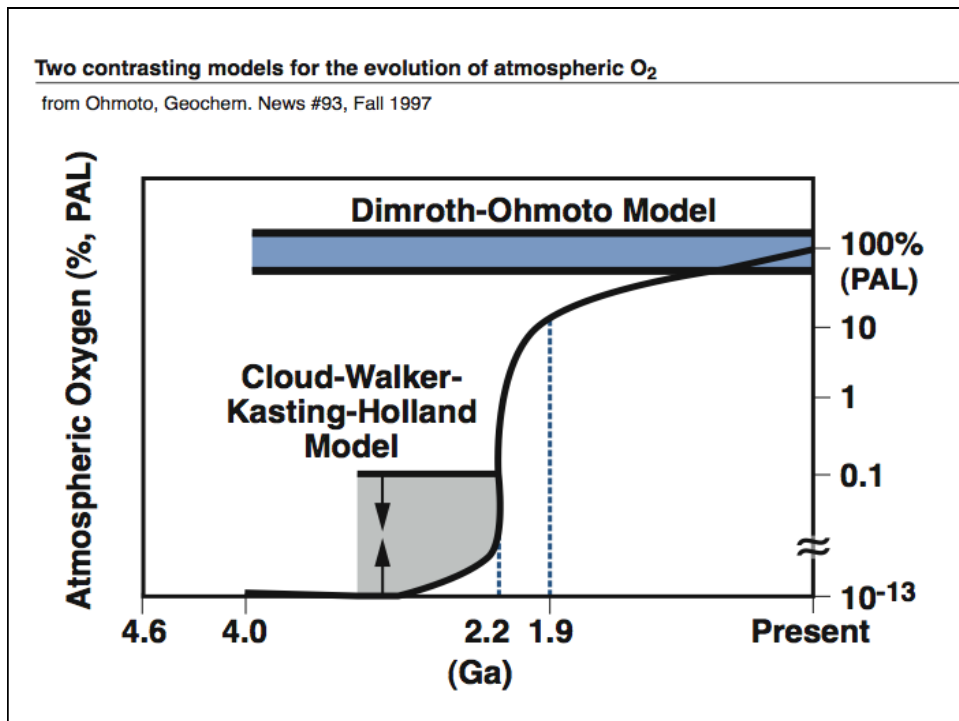 Two contrasting models for the evolution of atmospheric O₂
from Ohmoto, Geochem. News #93, Fall 1997
Atmospheric Oxygen (%, PAL)
Dimroth-Ohmoto Model
100%
(PAL)
10
Cloud-Walker-
Kasting-Holland
Model
1
0.1
10⁻¹³
4.6 4.0 2.2 1.9 Present
(Ga)